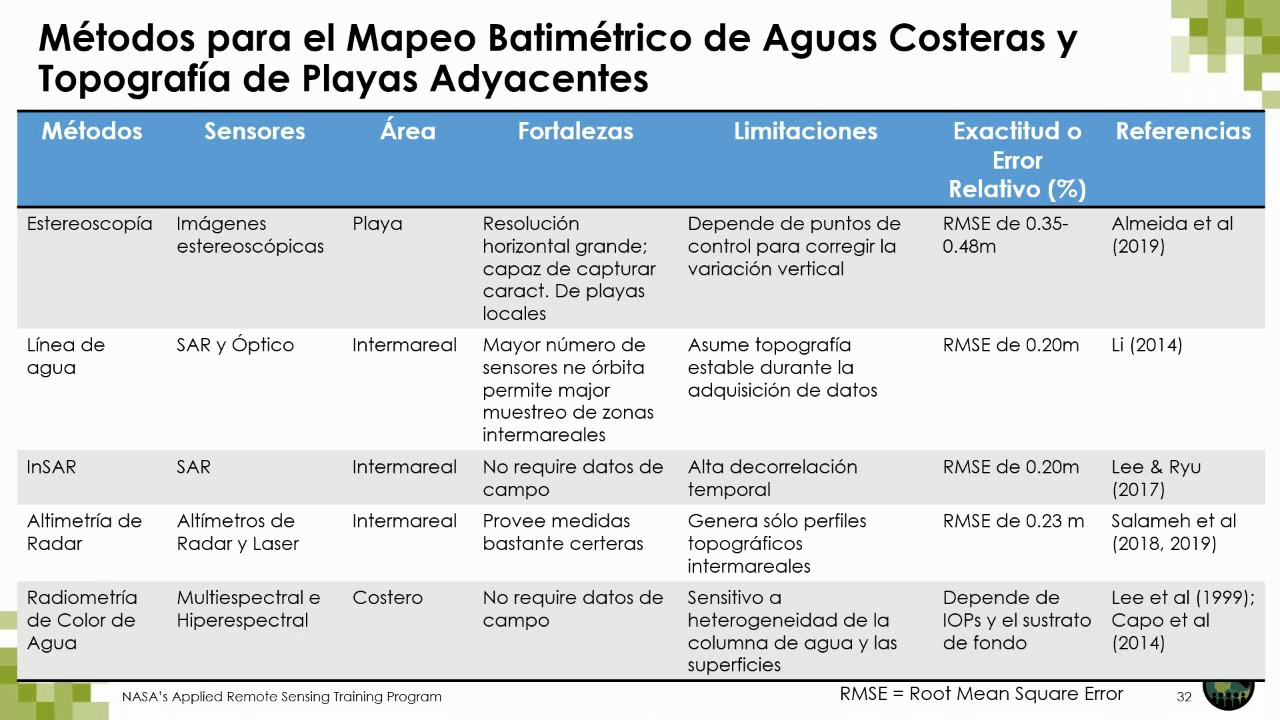 Métodos para el Mapeo Batimétrico de Aguas Costeras y
Topografía de Playas Adyacentes
Métodos
Sensores
Área
Fortalezas
Limitaciones
Exactitud o
Error
Relativo (%)
Referencias
Estereoscopía
Imágenes
estereoscópicas
Playa
Resolución
horizontal grande;
capaz de capturar
caract. De playas
locales
Depende de puntos de
control para corregir la
variación vertical
RMSE de 0.35-
0.48m
Almeida et al
(2019)
Línea de
agua
SAR y Óptico
Intermareal
Mayor número de
sensores ne órbita
permite major
muestreo de zonas
intermareales
Asume topografía
estable durante la
adquisición de datos
RMSE de 0.20m
Li (2014)
InSAR
SAR
Intermareal
No require datos de
campo
Alta decorrelación
temporal
RMSE de 0.20m
Lee & Ryu
(2017)
Altimetría de
Radar
Altímetros de
Radar y Laser
Intermareal
Provee medidas
bastante certeras
Genera sólo perfiles
topográficos
intermareales
RMSE de 0.23 m
Salameh et al
(2018, 2019)
Radiometría
de Color de
Agua
Multiespectral e
Hiperespectral
Costero
No require datos de
campo
Sensitivo a
heterogeneidad de la
columna de agua y las
superficies
Depende de
IOPs y el sustrato
de fondo
Lee et al (1999);
Capo et al
(2014)
NASA's Applied Remote Sensing Training Program
RMSE = Root Mean Square Error
32